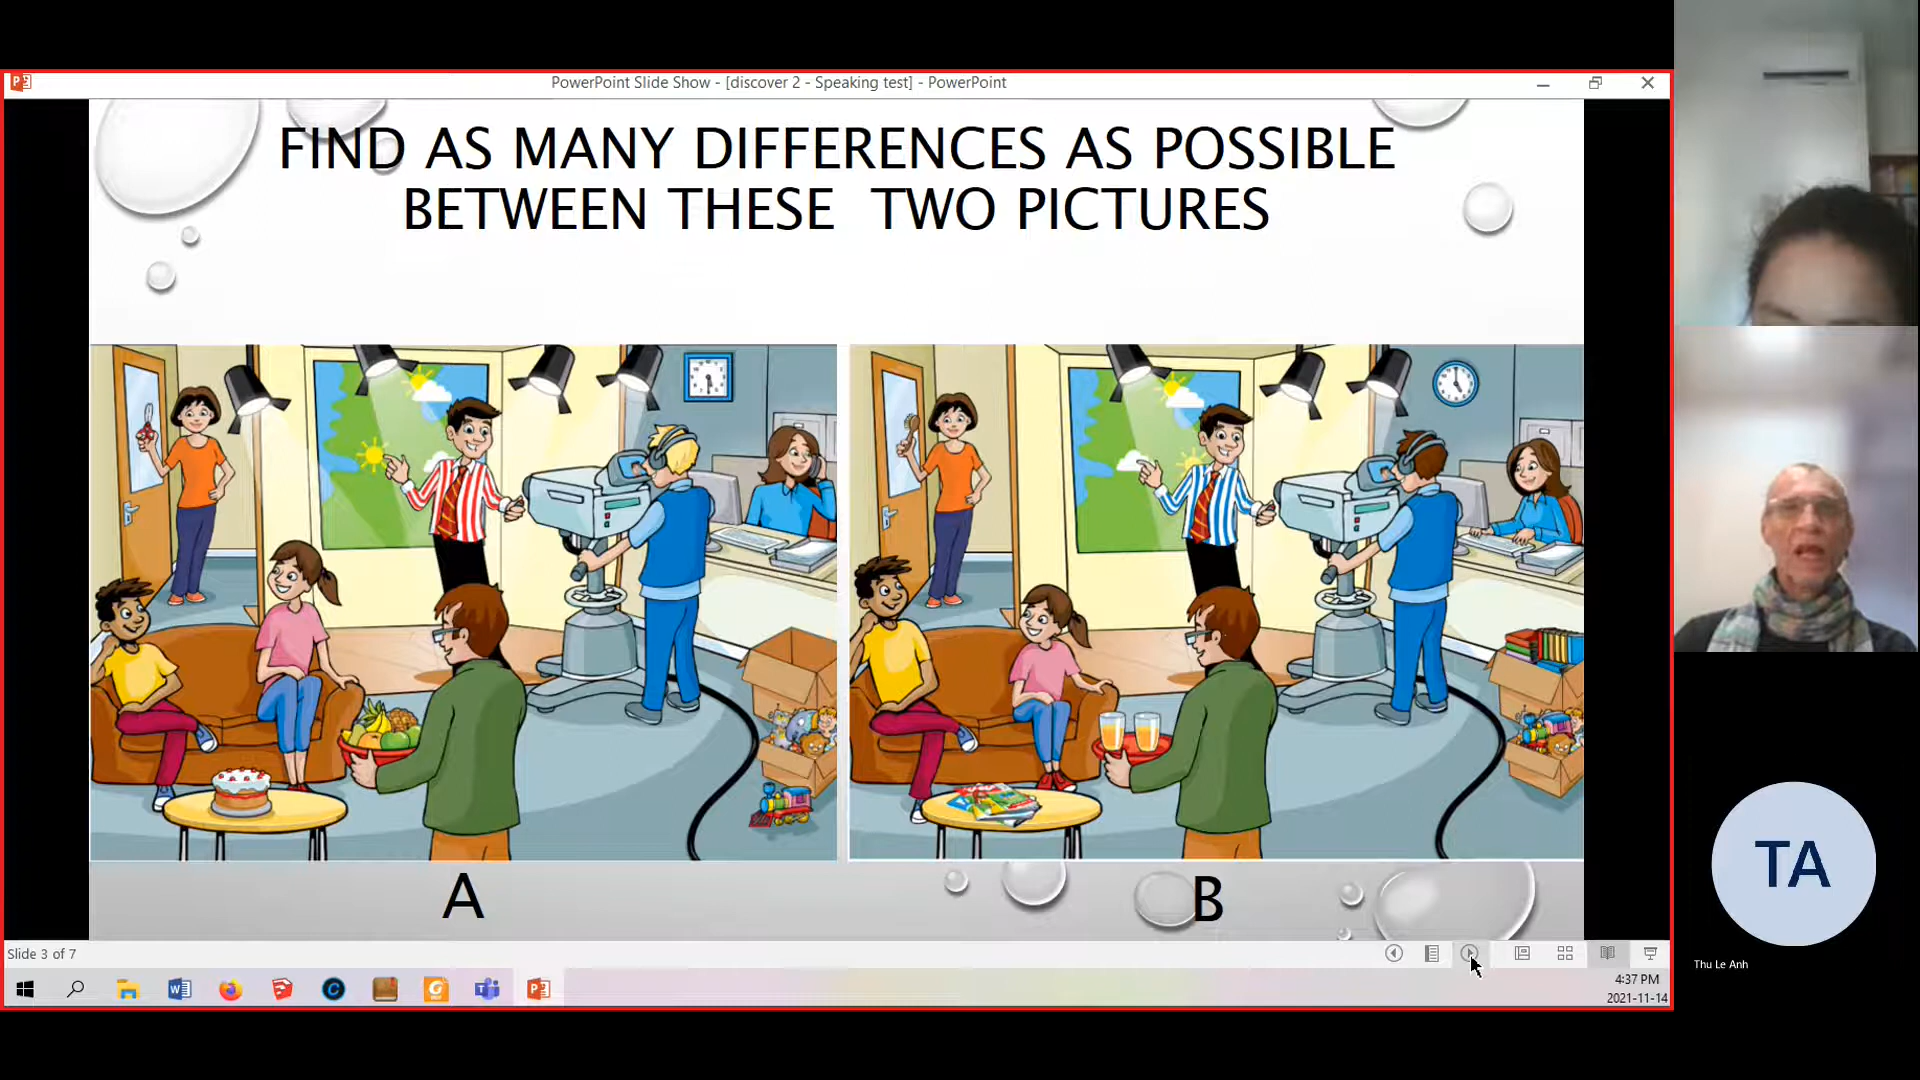 PowerPoint Slide Show - [discover 2 - Speaking test] - PowerPoint
FIND AS MANY DIFFERENCES AS POSSIBLE
BETWEEN THESE TWO PICTURES
A
B
TA
Thu Le Anh
Slide 3 of 7
4:37 PM
2021-11-14